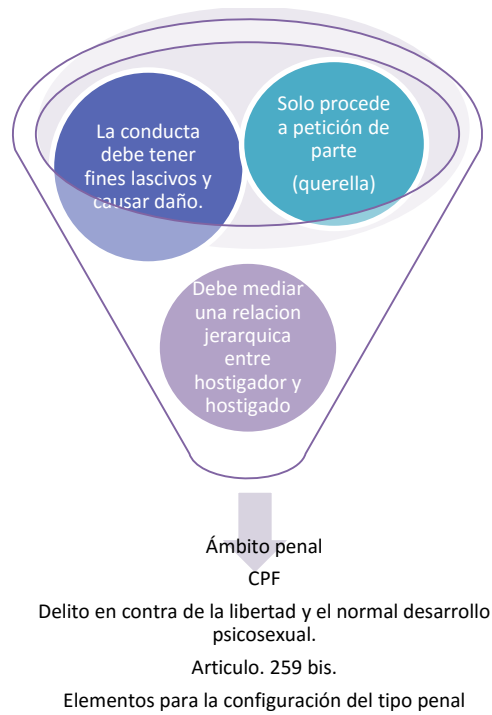 La conducta
debe tener
fines lascivos y
causar daño.
Solo procede
a petición de
parte
(querella)
Debe mediar
una relacion
jerarquica
entre
hostigador y
hostigado
Ámbito penal
CPF
Delito en contra de la libertad y el normal desarrollo
psicosexual.
Articulo. 259 bis.
Elementos para la configuración del tipo penal